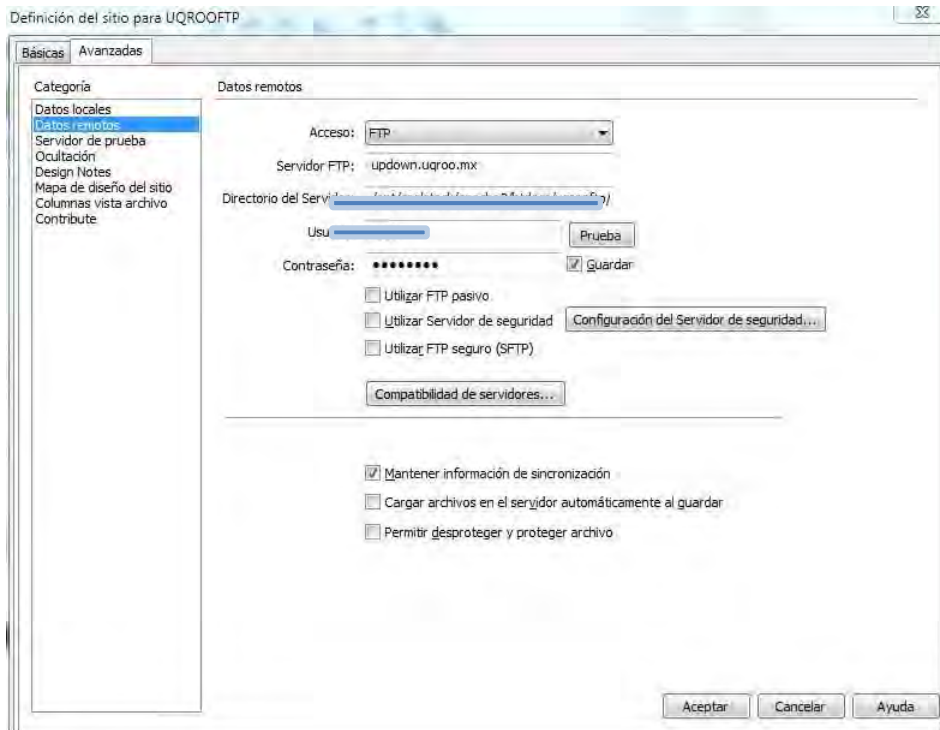 Definición del sitio para UQROOFTP
Básicas Avanzadas
Categoría
Datos locales
Datos remotos
Servidor de prueba
Ocultación
Design Notes
Mapa de diseño del sitio
Columnas vista archivo
Contribute
Datos remotos
Acceso: FTP
Servidor FTP: updown.uqroo.mx
Directorio del
Prueba
Contraseña: ●●●●●●●● Guardar
Utilizar FTP pasivo
Utilizar Servidor de seguridad Configuración del Servidor de seguridad...
Utilizar FTP seguro (SFTP)
Compatibilidad de servidores...
Mantener información de sincronización
Cargar archivos en el servidor automáticamente al guardar
Permitir desproteger y proteger archivo
Aceptar Cancelar Ayuda